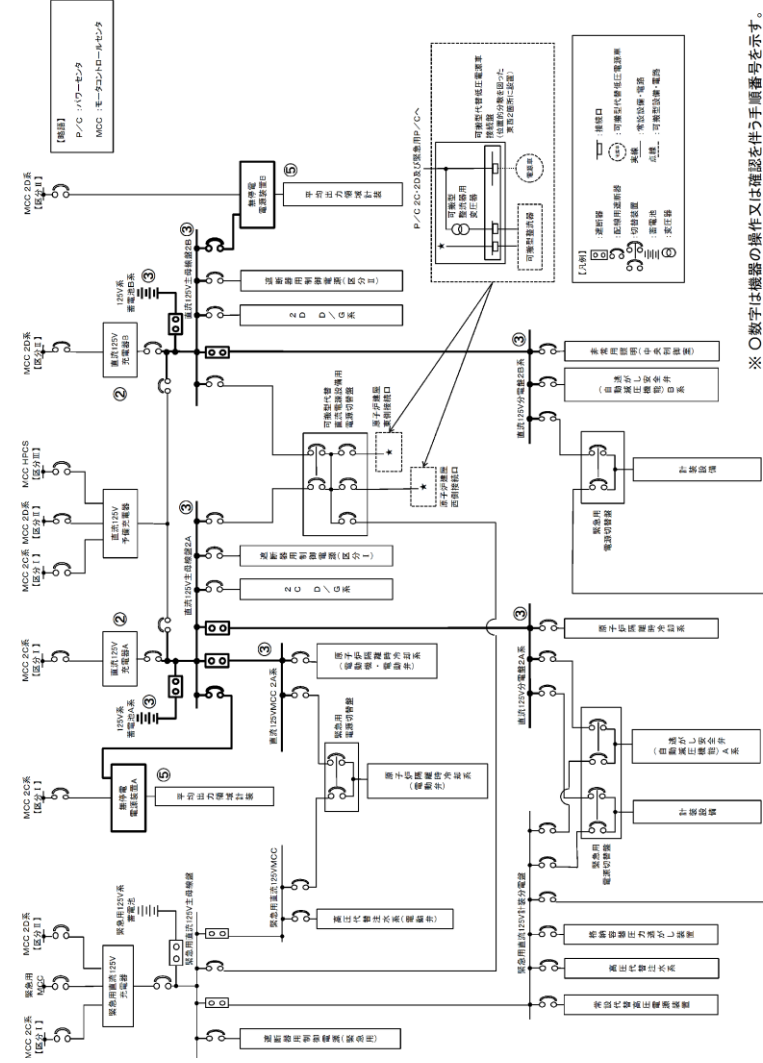 【略語】
P/C ：パワーセンタ
MCC ：モータコントロールセンタ
MCC 2D系
【区分Ⅱ】
無停電
電源装置B
⑤
平均出力領域計装
MCC 2D系
【区分Ⅱ】
直流125V
充電器B
②
125V系
蓄電池B系
③
直流125V主母線盤2B
③
遮断器用制御電源(区分Ⅱ)
2D D/G系
MCC HPCS
【区分Ⅲ】
MCC 2D系
【区分Ⅱ】
MCC 2C系
【区分Ⅰ】
直流125V
予備充電器
可搬型代替
直流電源設備用
電源切替盤
原子炉建屋
東側接続口
★
原子炉建屋
西側接続口
★
P/C 2C・2D及び緊急用P/Cへ
可搬型代替低圧電源車
接続盤
(位置的分散を図った
東西2箇所に設置)
可搬型
整流器用
変圧器
★
電源車
可搬型整流器
【凡例】
：遮断器
：配線用遮断器
：切替装置
：蓄電池
：変圧器
：接続口
：可搬型代替低圧電源車
実線 ：常設設備・電路
点線 ：可搬型設備・電路
MCC 2C系
【区分Ⅰ】
直流125V
充電器A
②
125V系
蓄電池A系
③
直流125V主母線盤2A
③
遮断器用制御電源(区分Ⅰ)
2C D/G系
直流125V分電盤2B系
③
非常用照明(中央制御室)
逃がし安全弁
(自動減圧機能)B系
緊急用
電源切替盤
計装設備
MCC 2C系
【区分Ⅰ】
無停電
電源装置A
⑤
平均出力領域計装
直流125VMCC 2A系
③
原子炉隔離時冷却系
(電動機・電動弁)
緊急用
電源切替盤
原子炉隔離時冷却系
(電動弁)
直流125V分電盤2A系
③
原子炉隔離時冷却系
逃がし安全弁
(自動減圧機能)A系
緊急用
電源切替盤
計装設備
MCC 2D系
【区分Ⅱ】
緊急用
MCC
MCC 2C系
【区分Ⅰ】
緊急用直流125V
充電器
緊急用125V系
蓄電池
緊急用直流125V主母線盤
遮断器用制御電源(緊急用)
緊急用直流125VMCC
高圧代替注水系(電動弁)
緊急用直流125V計装分電盤
格納容器圧力逃がし装置
高圧代替注水系
常設代替高圧電源装置
※ ○数字は機器の操作又は確認を伴う手順番号を示す。